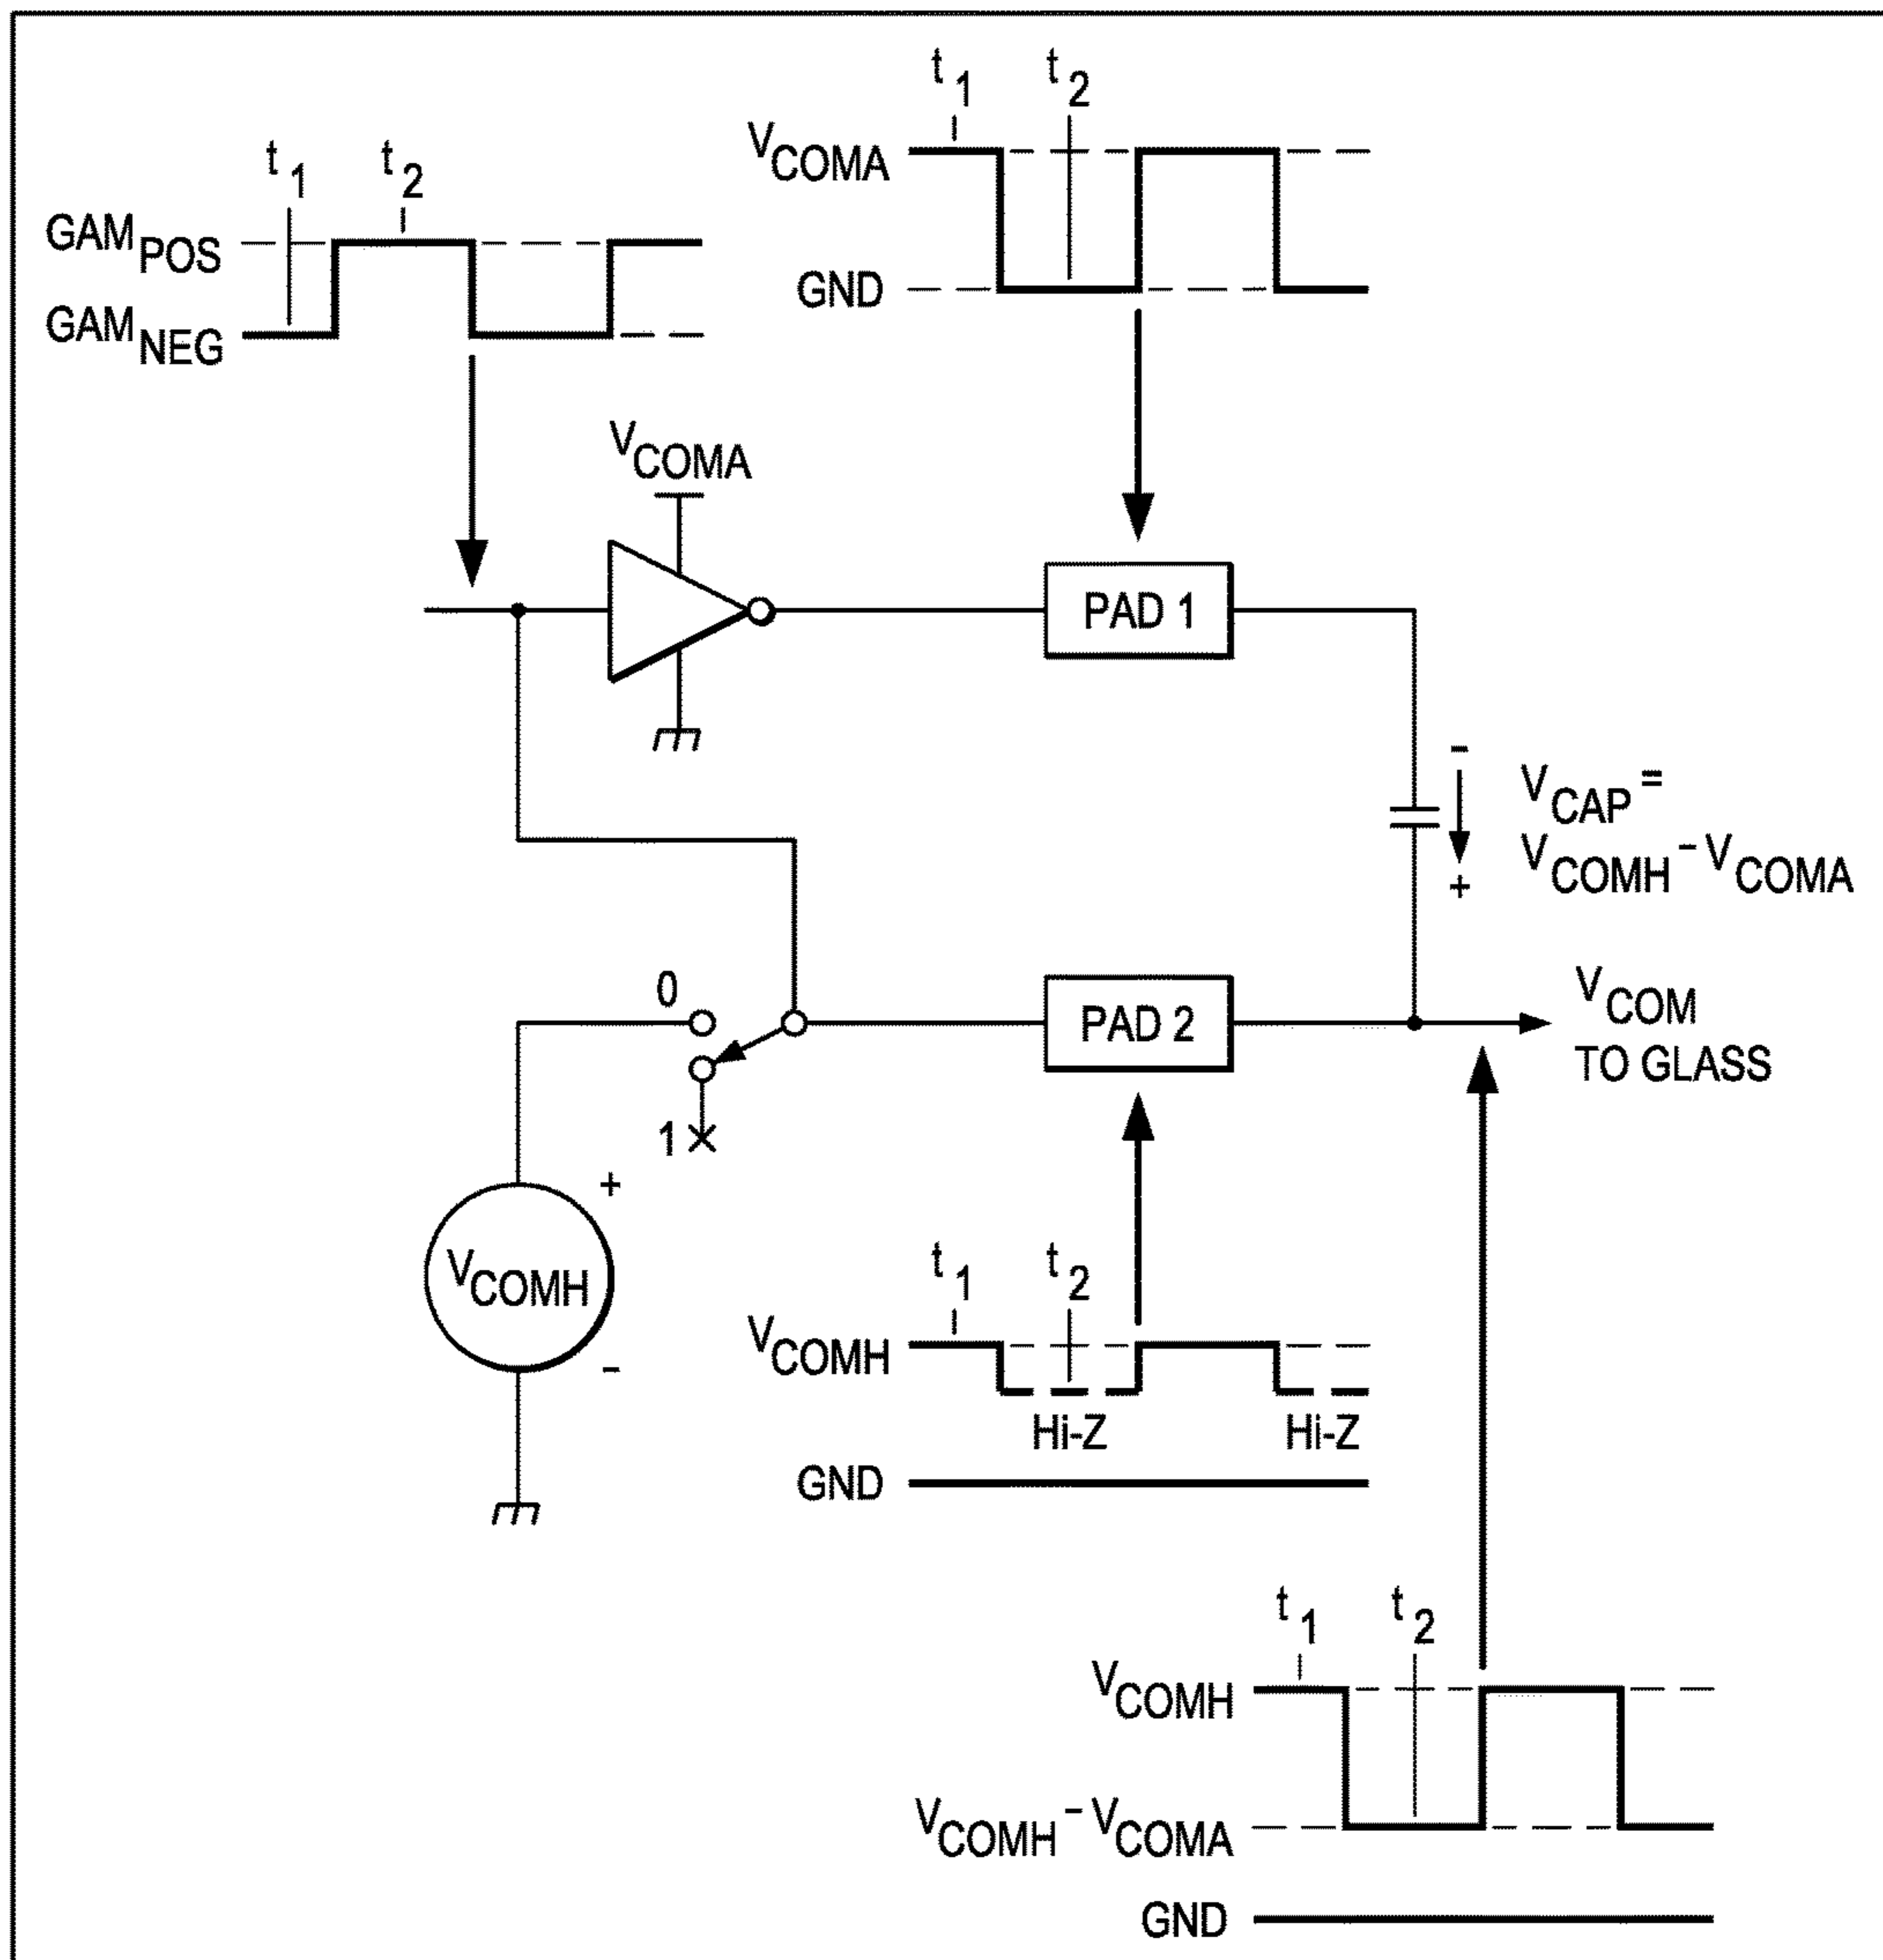 t1 t2
VCOMA
GND
t1 t2
GAMPOS
GAMNEG
VCOMA
PAD 1
-
+
VCAP =
VCOMH - VCOMA
0
1
PAD 2
VCOM
TO GLASS
+
VCOMH
-
t1 t2
VCOMH
Hi-Z Hi-Z
GND
t1 t2
VCOMH
VCOMH - VCOMA
GND